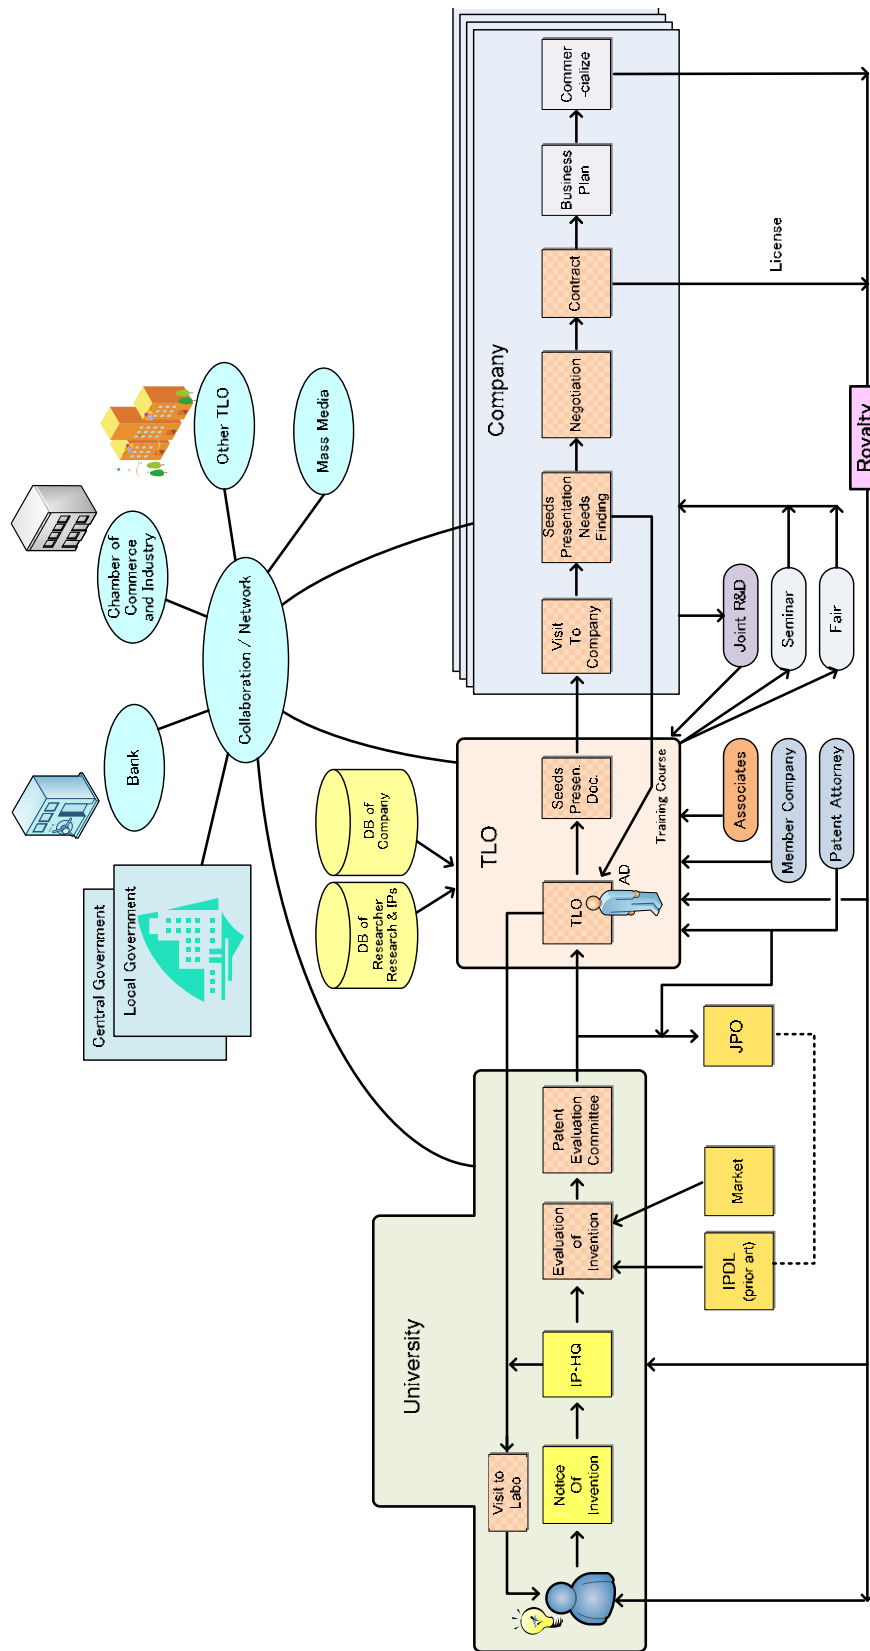 Central Government
Local Government
Bank
Chamber of
Commerce
and Industry
Other TLO
Mass Media
Collaboration / Network
DB of
Researcher
Research & IPs
DB of
Company
University
TLO
Company
Visit to
Labo
Notice
Of
Invention
IP-HQ
Evaluation
of
Invention
Patent
Evaluation
Committee
TLO
AD
Seeds
Presen.
Doc.
Training Course
Visit
To
Company
Seeds
Presentation
Needs
Finding
Negotiation
Contract
Business
Plan
Commer
-cialize
IPDL
(prior art)
Market
JPO
Associates
Member Company
Patent Attorney
Joint R&D
Seminar
Fair
License
Royalty